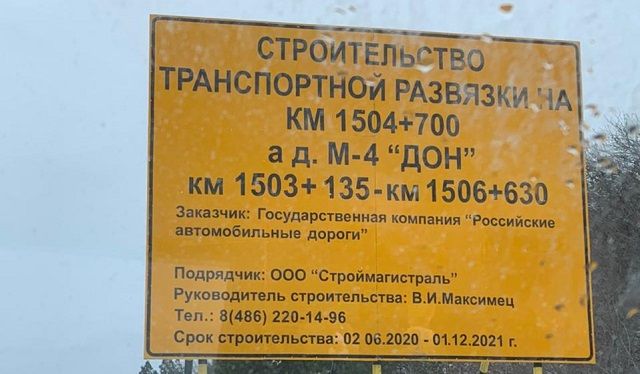 СТРОИТЕЛЬСТВО
ТРАНСПОРТНОЙ РАЗВЯЗКИ НА
КМ 1504+700
а д. М-4 “ДОН”
км 1503+ 135-км 1506+630
Заказчик: Государственная компания “Российские
автомобильные дороги”
Подрядчик: ООО “Строймагистраль”
Руководитель строительства: В.И.Максимец
Тел.: 8(486) 220-14-96
Срок строительства: 02 06.2020 - 01.12.2021 г.